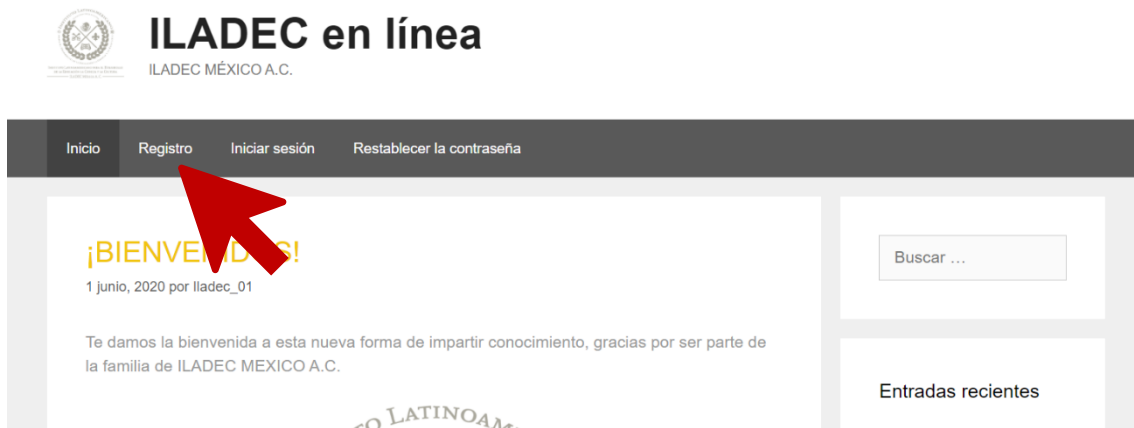 ILADEC en línea
ILADEC MÉXICO A.C.
Inicio Registro Iniciar sesión Restablecer la contraseña
1 junio, 2020 por Iladec_01
Te damos la bienvenida a esta nueva forma de impartir conocimiento, gracias por ser parte de
la familia de ILADEC MEXICO A.C.
Buscar …
Entradas recientes